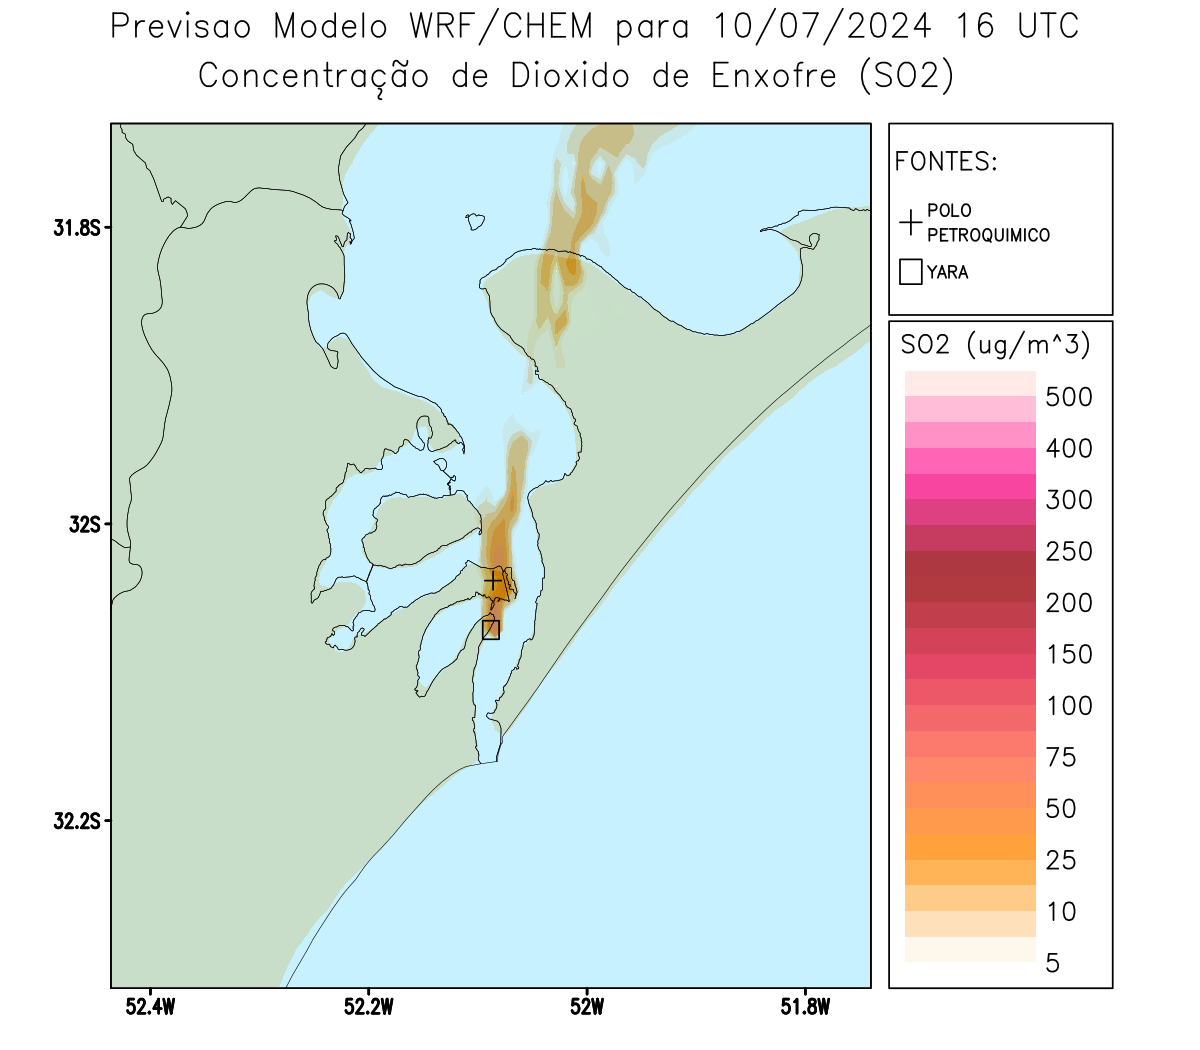 Previsao Modelo WRF/CHEM para 10/07/2024 16 UTC
Concentração de Dioxido de Enxofre (SO2)
FONTES:
POLO
PETROQUIMICO
YARA
31.8S
32S
32.2S
52.4W
52.2W
52W
51.8W
SO2 (ug/m^3)
500
400
300
250
200
150
100
75
50
25
10
5